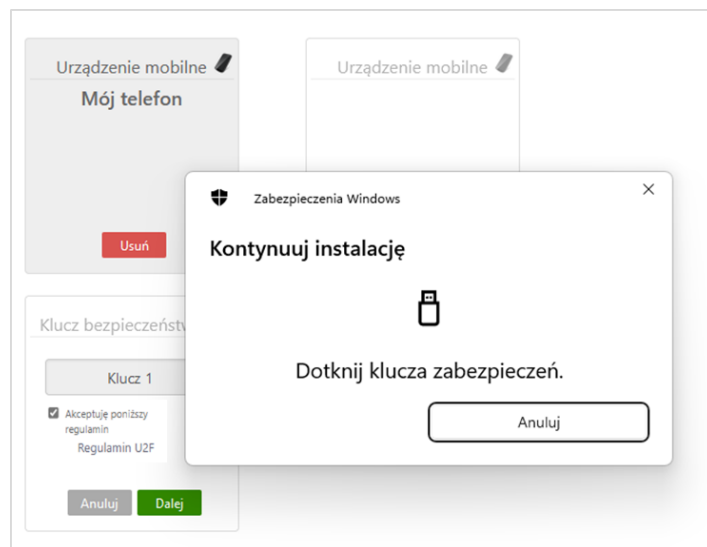 Urządzenie mobilne
Mój telefon
Usuń
Urządzenie mobilne
Zabezpieczenia Windows
Kontynuuj instalację
Dotknij klucza zabezpieczeń.
Anuluj
Klucz
Klucz 1
Akceptuję poniższy
regulamin
Regulamin U2F
Anuluj
Dalej